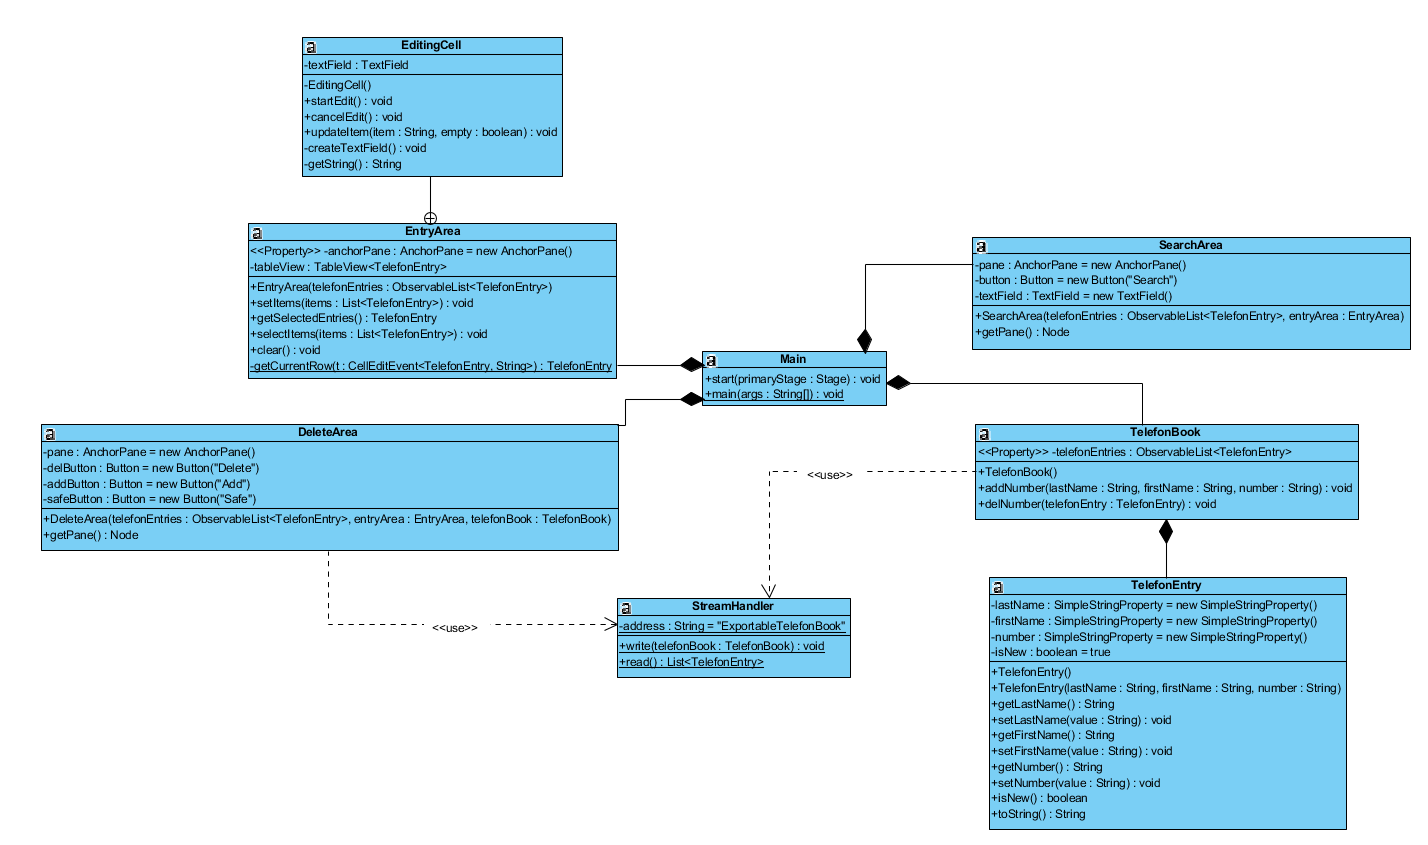 EditingCell
-textField : TextField
-EditingCell()
+startEdit() : void
+cancelEdit() : void
+updateItem(item : String, empty : boolean) : void
-createTextField() : void
-getString() : String
EntryArea
<<Property>> -anchorPane : AnchorPane = new AnchorPane()
-tableView : TableView<TelefonEntry>
+EntryArea(telefonEntries : ObservableList<TelefonEntry>)
+setItems(items : List<TelefonEntry>) : void
+getSelectedEntries() : TelefonEntry
+selectItems(items : List<TelefonEntry>) : void
+clear() : void
-getCurrentRow(t : CellEditEvent<TelefonEntry, String>) : TelefonEntry
SearchArea
-pane : AnchorPane = new AnchorPane()
-button : Button = new Button("Search")
-textField : TextField = new TextField()
+SearchArea(telefonEntries : ObservableList<TelefonEntry>, entryArea : EntryArea)
+getPane() : Node
Main
+start(primaryStage : Stage) : void
+main(args : String[]) : void
DeleteArea
-pane : AnchorPane = new AnchorPane()
-delButton : Button = new Button("Delete")
-addButton : Button = new Button("Add")
-safeButton : Button = new Button("Safe")
+DeleteArea(telefonEntries : ObservableList<TelefonEntry>, entryArea : EntryArea, telefonBook : TelefonBook)
+getPane() : Node
TelefonBook
<<Property>> -telefonEntries : ObservableList<TelefonEntry>
+TelefonBook()
+addNumber(lastName : String, firstName : String, number : String) : void
+delNumber(telefonEntry : TelefonEntry) : void
<<use>>
<<use>>
StreamHandler
-address : String = "ExportableTelefonBook"
+write(telefonBook : TelefonBook) : void
+read() : List<TelefonEntry>
TelefonEntry
-lastName : SimpleStringProperty = new SimpleStringProperty()
-firstName : SimpleStringProperty = new SimpleStringProperty()
-number : SimpleStringProperty = new SimpleStringProperty()
-isNew : boolean = true
+TelefonEntry()
+TelefonEntry(lastName : String, firstName : String, number : String)
+getLastName() : String
+setLastName(value : String) : void
+getFirstName() : String
+setFirstName(value : String) : void
+getNumber() : String
+setNumber(value : String) : void
+isNew() : boolean
+toString() : String